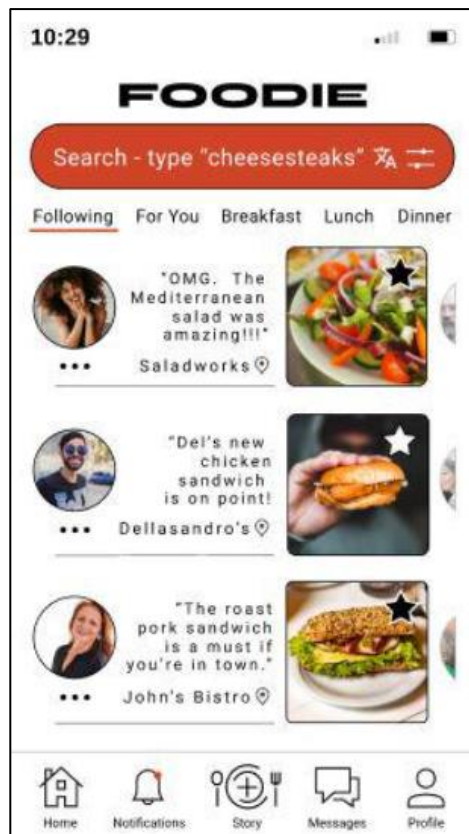 10:29
FOODIE
Search - type "cheesesteaks"
Following For You Breakfast Lunch Dinner
"OMG. The
Mediterranean
salad was
amazing!!!"
Saladworks
"Del's new
chicken
sandwich
is on point!
Dellasandro's
"The roast
pork sandwich
is a must if
you're in town."
John's Bistro
Home Notifications Story Messages Profile